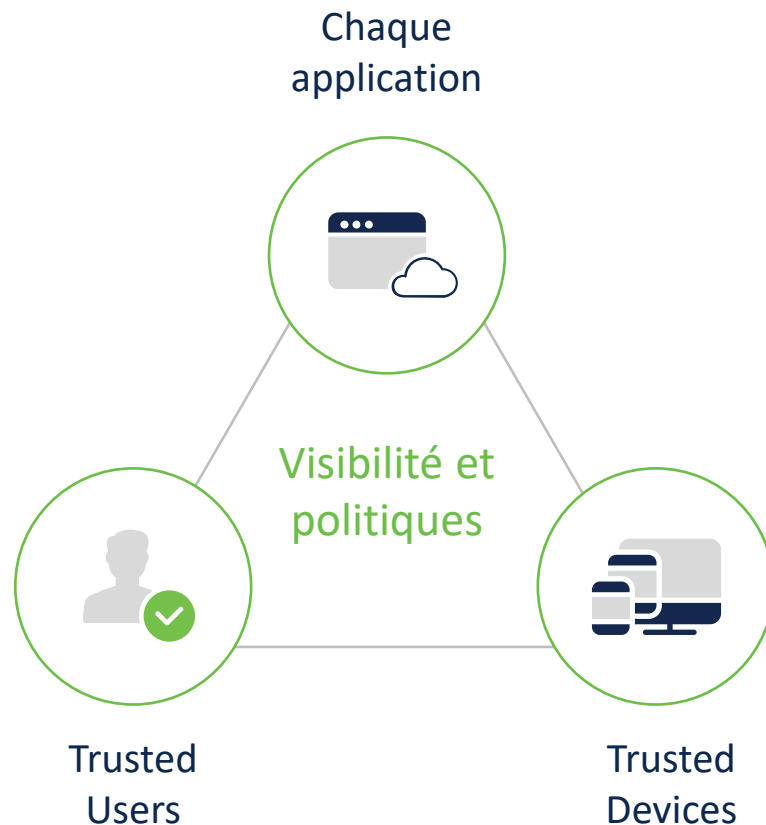 Chaque
application
Visibilité et
politiques
Trusted
Users
Trusted
Devices